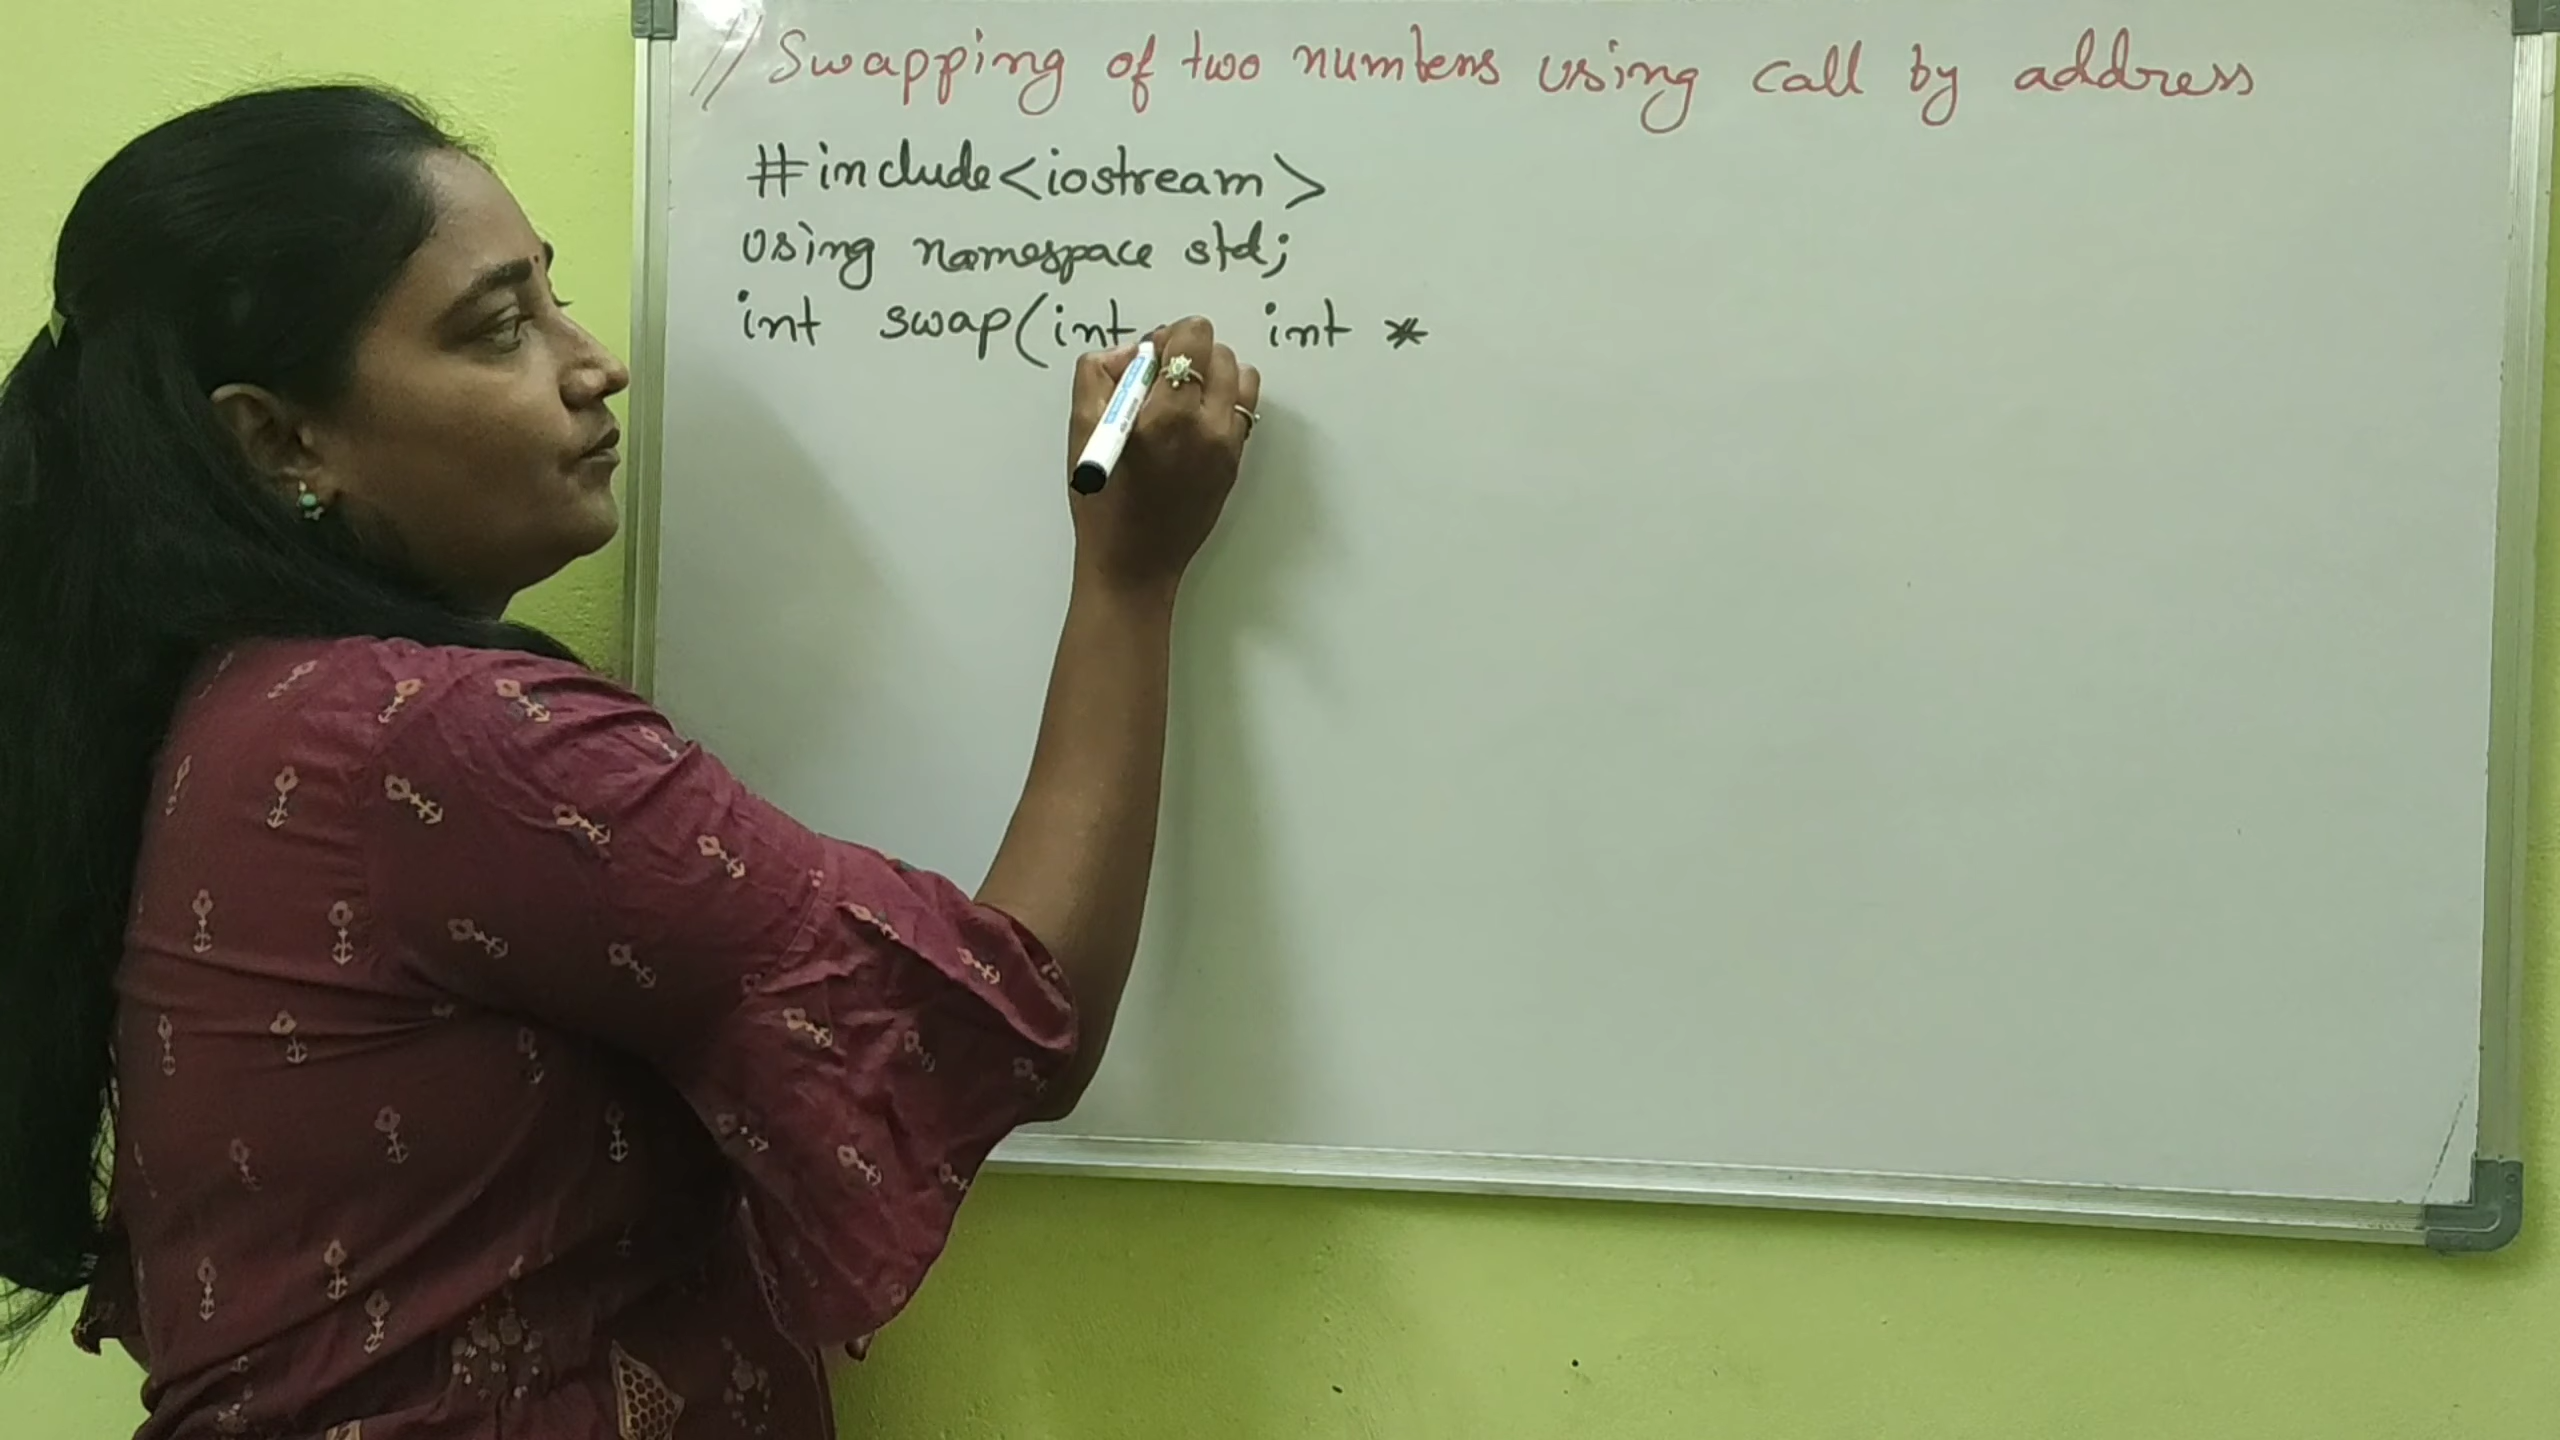 // Swapping of two numbers using call by address
#include<iostream>
using namespace std;
int swap(int int *